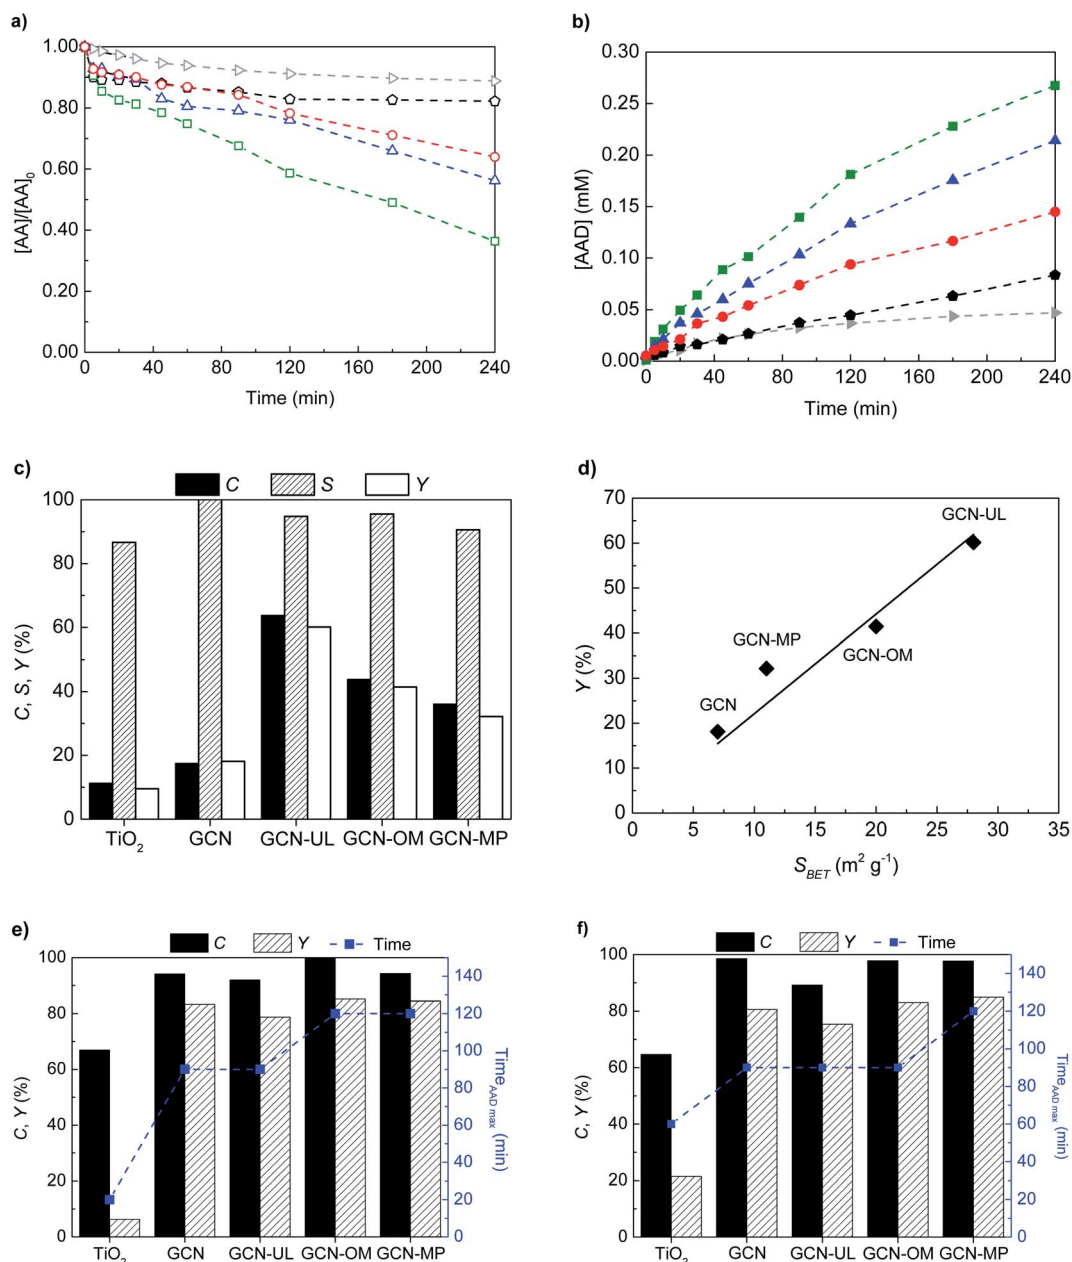 a)
1.00
0.80
0.60
0.40
0.20
0.00
[AA]/[AA]0
0 40 80 120 160 200 240
Time (min)
b)
0.30
0.25
0.20
0.15
0.10
0.05
0.00
[AAD] (mM)
0 40 80 120 160 200 240
Time (min)
c)
C S Y
100
80
60
40
20
0
C, S, Y (%)
TiO2 GCN GCN-UL GCN-OM GCN-MP
d)
70
60
50
40
30
20
10
0
Y (%)
GCN-UL
GCN-MP
GCN-OM
GCN
0 5 10 15 20 25 30 35
SBET (m2 g-1)
e)
C Y Time
100
80
60
40
20
0
C, Y (%)
140
120
100
80
60
40
20
0
TimeAAD max (min)
TiO2 GCN GCN-UL GCN-OM GCN-MP
f)
C Y Time
100
80
60
40
20
0
C, Y (%)
140
120
100
80
60
40
20
0
TimeAAD max (min)
TiO2 GCN GCN-UL GCN-OM GCN-MP